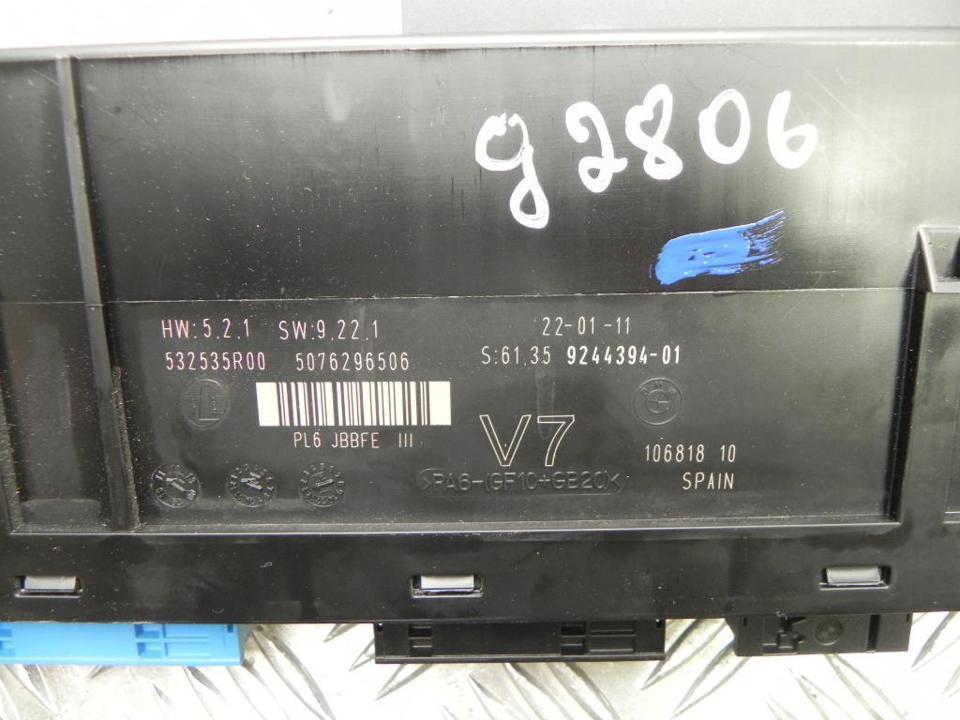 g2806
HW:5.2.1 SW:9.22.1 22-01-11
532535R00 5076296506 S:61.35 9244394-01
BMW
PL6 JBBFE III V7 106818 10
>PA6-(GF10+GB20)< SPAIN